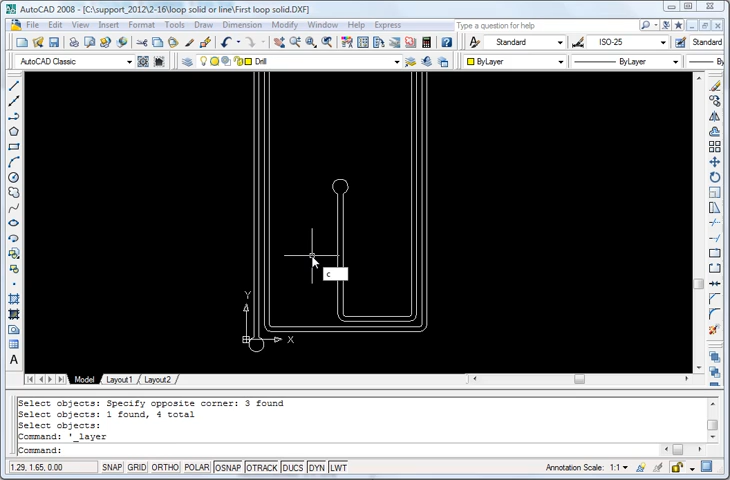 AutoCAD 2008 - [C:\support_2012\2-16\loop solid or line\First loop solid.DXF]
File Edit View Insert Format Tools Draw Dimension Modify Window Help Express
Type a question for help
Standard ISO-25 Standard
AutoCAD Classic Drill ByLayer ByLayer By
c
Y
X
Model Layout1 Layout2
Select objects: Specify opposite corner: 3 found
Select objects: 1 found, 4 total
Select objects:
Command: '_layer
Command:
1.29, 1.65, 0.00 SNAP GRID ORTHO POLAR OSNAP OTRACK DUCS DYN LWT Annotation Scale: 1:1